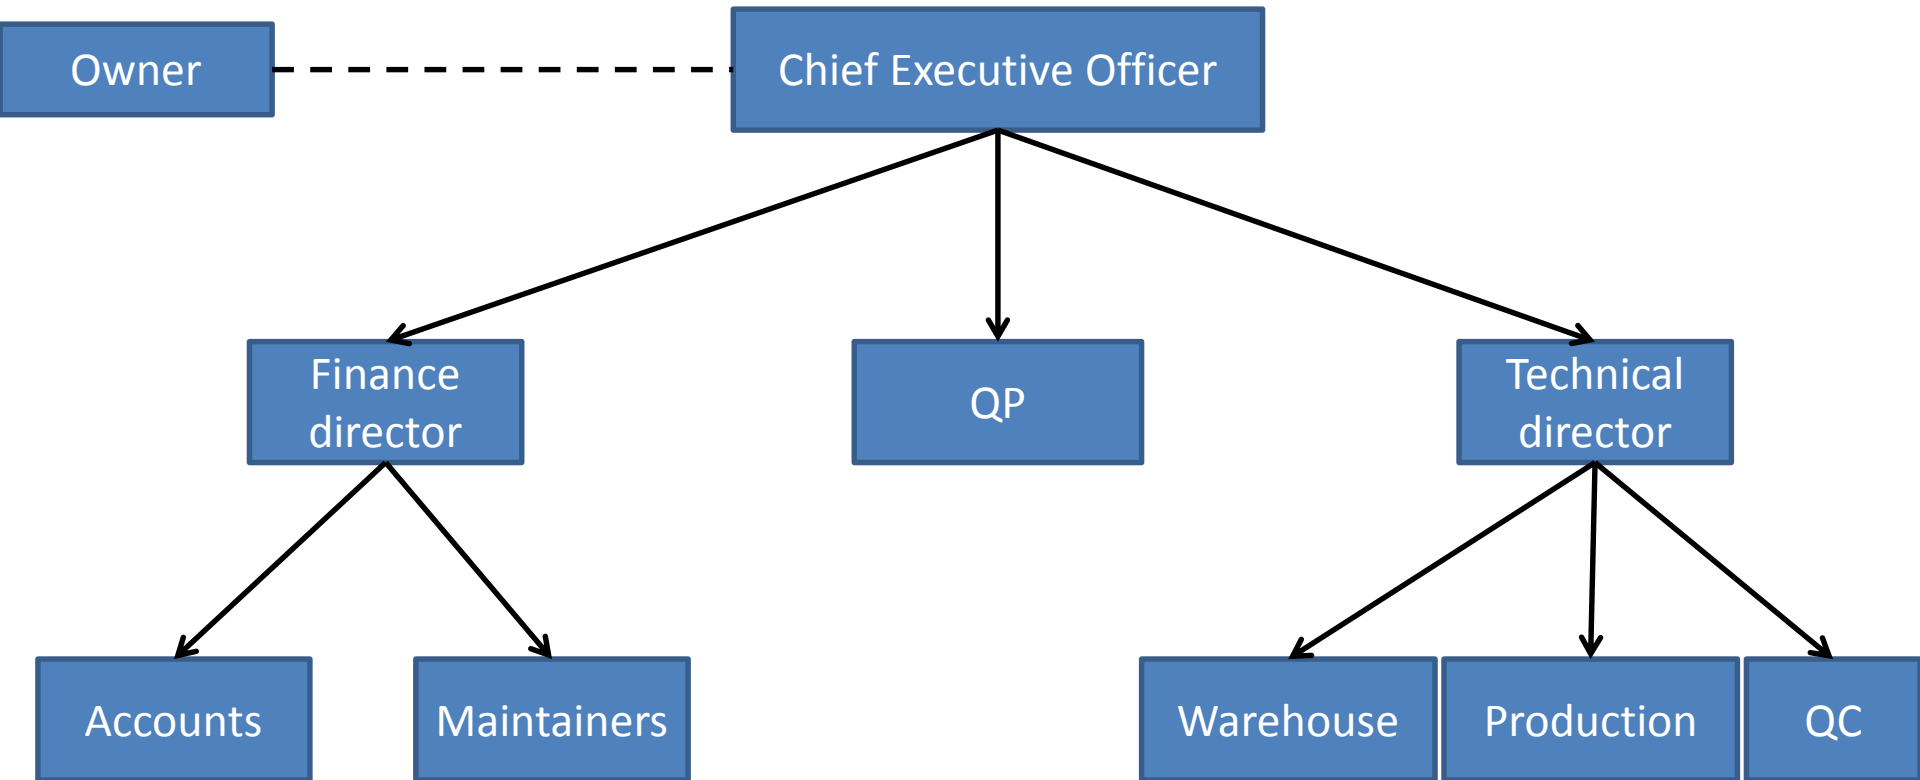 Owner
Chief Executive Officer
Finance
director
QP
Technical
director
Accounts
Maintainers
Warehouse
Production
QC